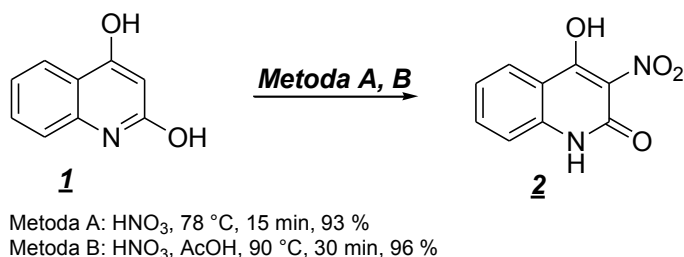 OH
N
OH
1
Metoda A, B
OH
NO₂
N
H
O
2
Metoda A: HNO₃, 78 °C, 15 min, 93 %
Metoda B: HNO₃, AcOH, 90 °C, 30 min, 96 %